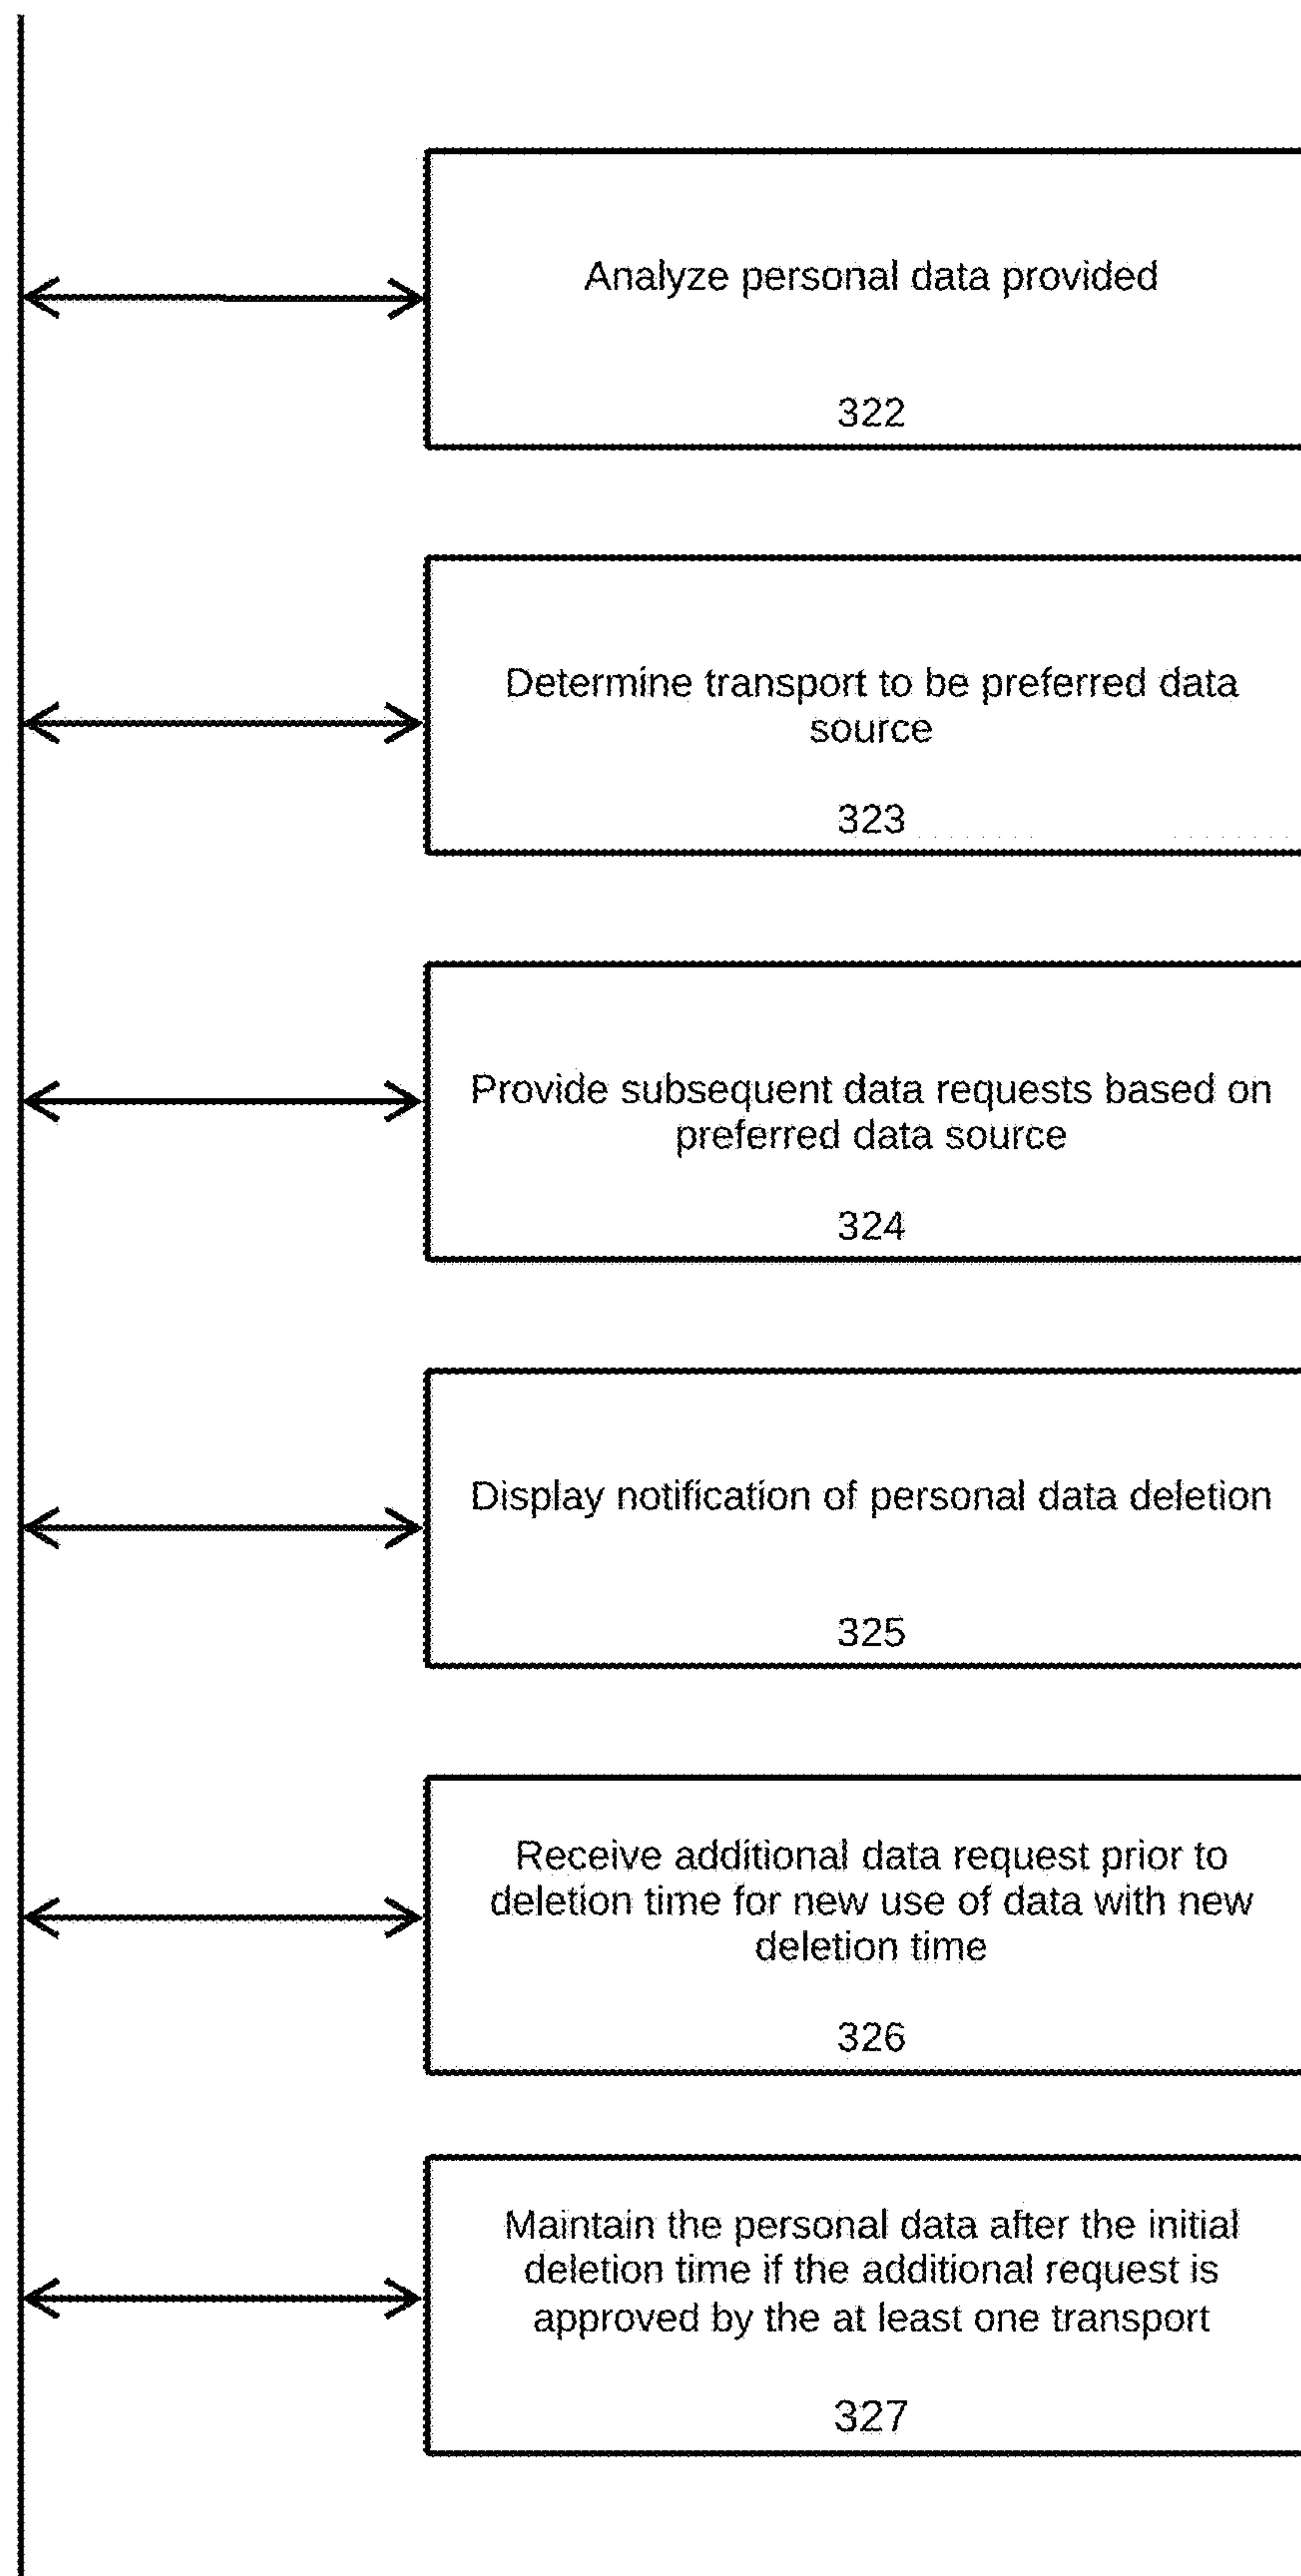 Analyze personal data provided
322
Determine transport to be preferred data
source
323
Provide subsequent data requests based on
preferred data source
324
Display notification of personal data deletion
325
Receive additional data request prior to
deletion time for new use of data with new
deletion time
326
Maintain the personal data after the initial
deletion time if the additional request is
approved by the at least one transport
327